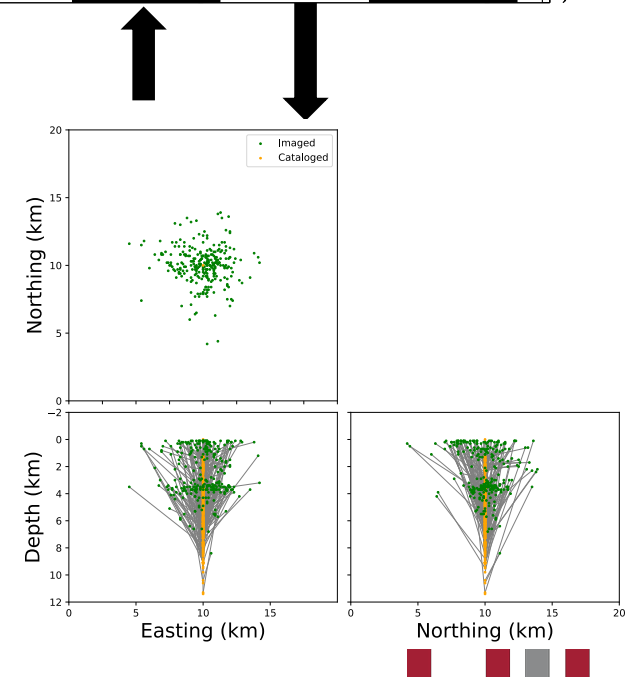 20
Imaged
Cataloged
15
Northing (km)
10
5
0
−2
0
2
4
Depth (km)
6
8
10
12
0 5 10 15
0 5 10 15 20
Easting (km)
Northing (km)